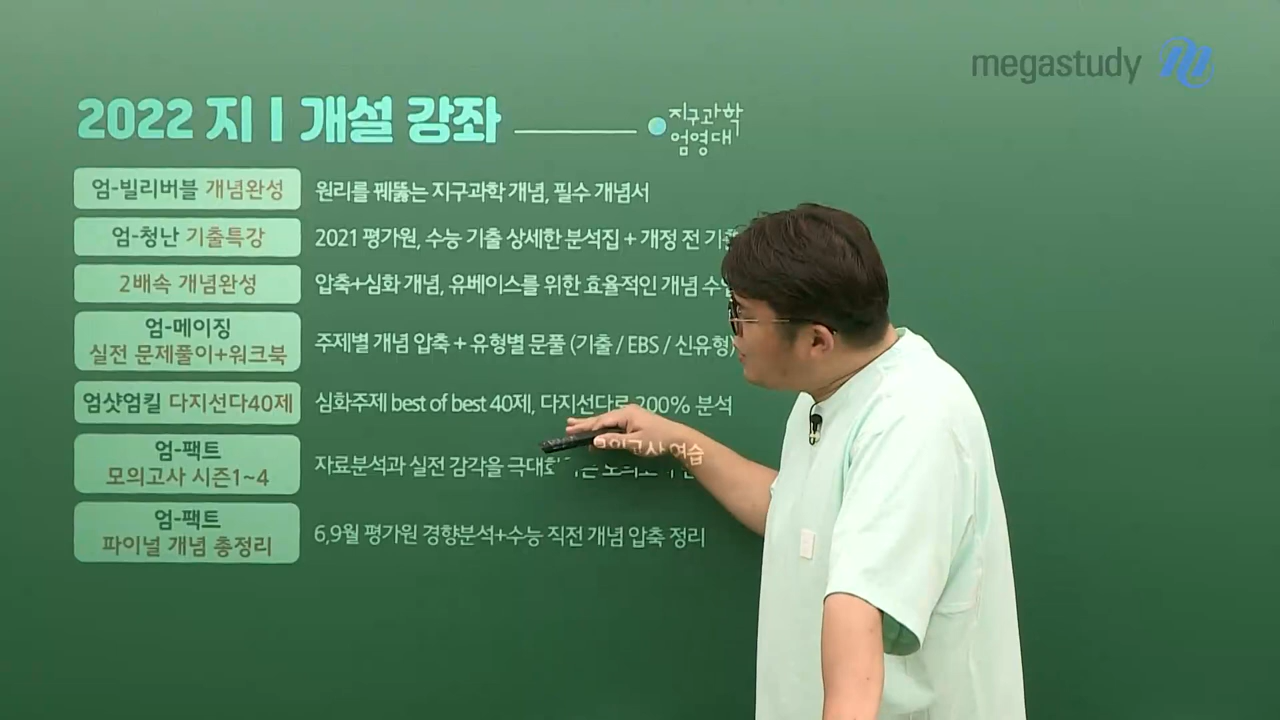 megastudy
2022 지Ⅰ 개설 강좌
지구과학
엄영대
엄-빌리버블 개념완성
원리를 꿰뚫는 지구과학 개념, 필수 개념서
엄-청난 기출특강
2021 평가원, 수능 기출 상세한 분석집 + 개정 전
2배속 개념완성
압축+심화 개념, 유베이스를 위한 효율적인 개념
엄-메이징
실전 문제풀이+워크북
주제별 개념 압축 + 유형별 문풀 (기출 / EBS / 신유형)
엄샷엄킬 다지선다40제
심화주제 best of best 40제, 다지선다로 200% 분석
엄-팩트
모의고사 시즌1~4
자료분석과 실전 감각을
모의고사 연습
엄-팩트
파이널 개념 총정리
6,9월 평가원 경향분석+수능 직전 개념 압축 정리